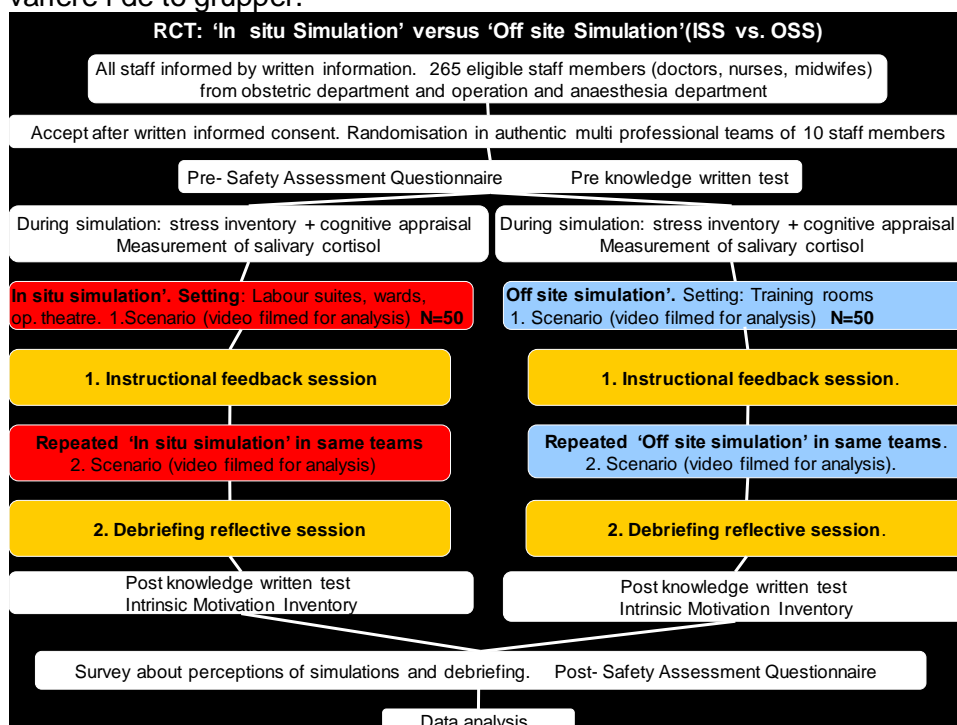 variere i de to grupper.
RCT: 'In situ Simulation' versus 'Off site Simulation'(ISS vs. OSS)
All staff informed by written information. 265 eligible staff members (doctors, nurses, midwifes)
from obstetric department and operation and anaesthesia department
Accept after written informed consent. Randomisation in authentic multi professional teams of 10 staff members
Pre- Safety Assessment Questionnaire Pre knowledge written test
During simulation: stress inventory + cognitive appraisal
Measurement of salivary cortisol
During simulation: stress inventory + cognitive appraisal
Measurement of salivary cortisol
In situ simulation'. Setting: Labour suites, wards,
op. theatre. 1.Scenario (video filmed for analysis) N=50
Off site simulation'. Setting: Training rooms
1. Scenario (video filmed for analysis) N=50
1. Instructional feedback session
1. Instructional feedback session.
Repeated 'In situ simulation' in same teams
2. Scenario (video filmed for analysis)
Repeated 'Off site simulation' in same teams.
2. Scenario (video filmed for analysis).
2. Debriefing reflective session
2. Debriefing reflective session.
Post knowledge written test
Intrinsic Motivation Inventory
Post knowledge written test
Intrinsic Motivation Inventory
Survey about perceptions of simulations and debriefing. Post- Safety Assessment Questionnaire
Data analysis